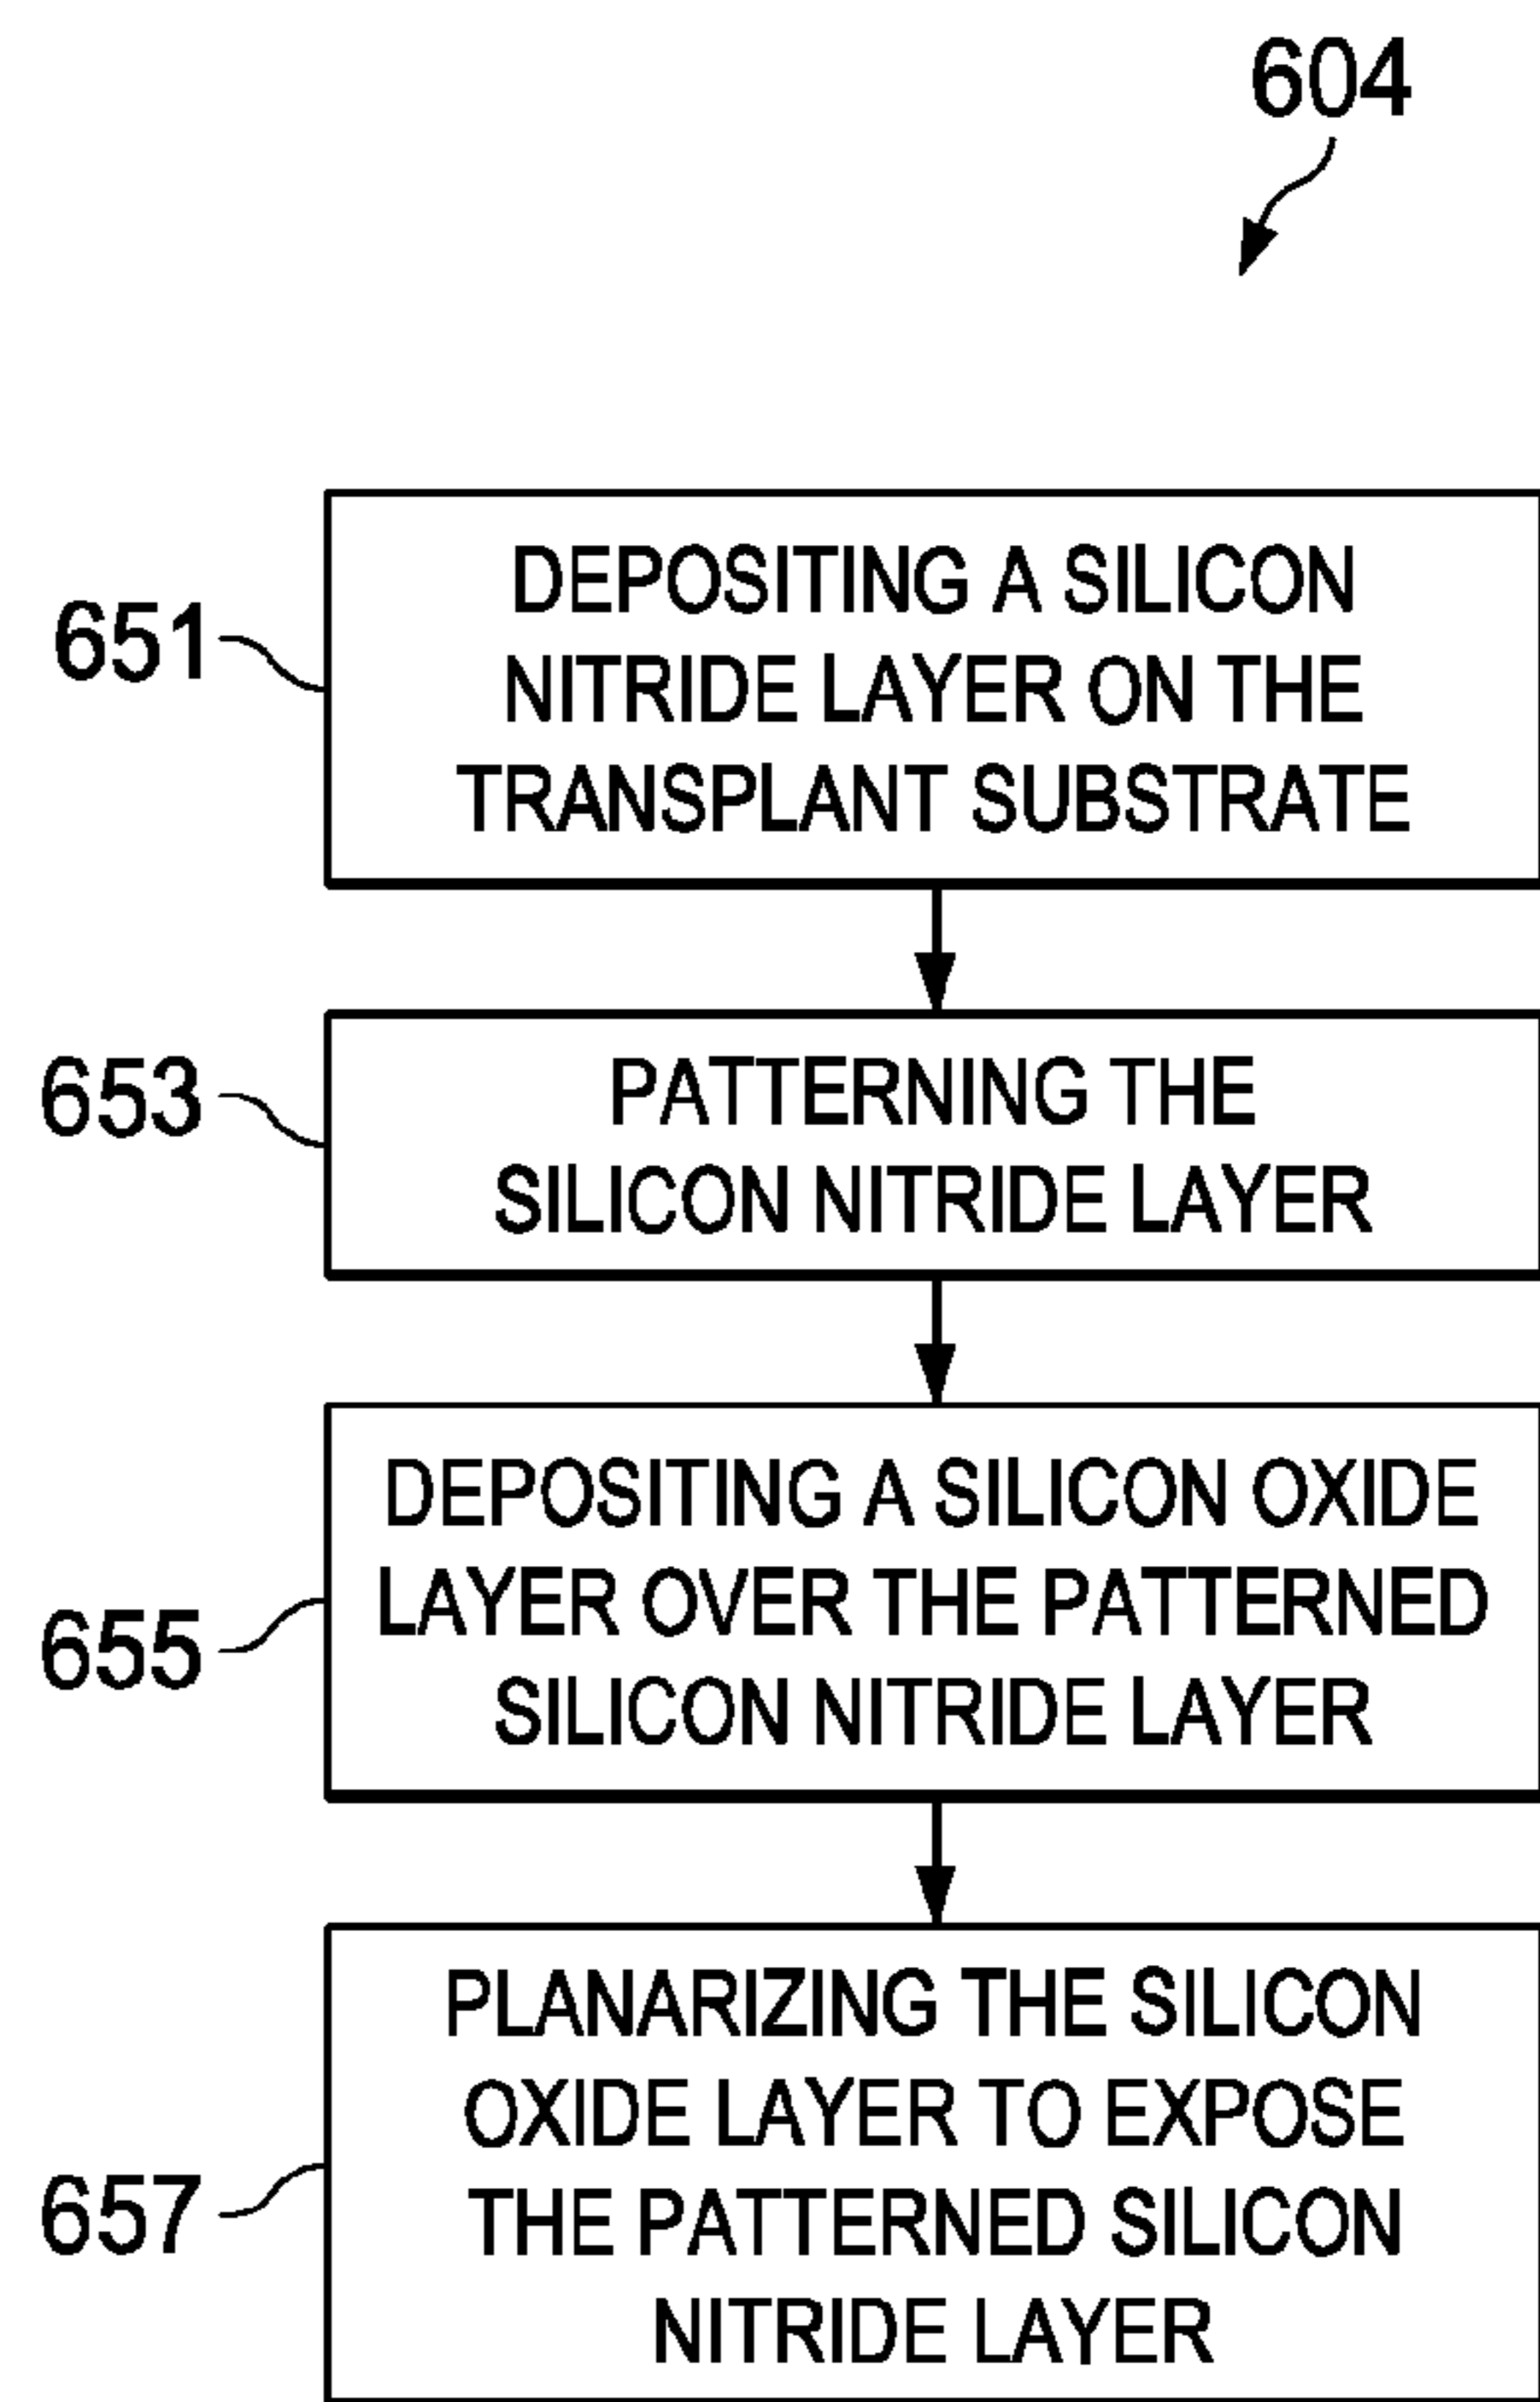 604
651
DEPOSITING A SILICON
NITRIDE LAYER ON THE
TRANSPLANT SUBSTRATE
653
PATTERNING THE
SILICON NITRIDE LAYER
655
DEPOSITING A SILICON OXIDE
LAYER OVER THE PATTERNED
SILICON NITRIDE LAYER
657
PLANARIZING THE SILICON
OXIDE LAYER TO EXPOSE
THE PATTERNED SILICON
NITRIDE LAYER